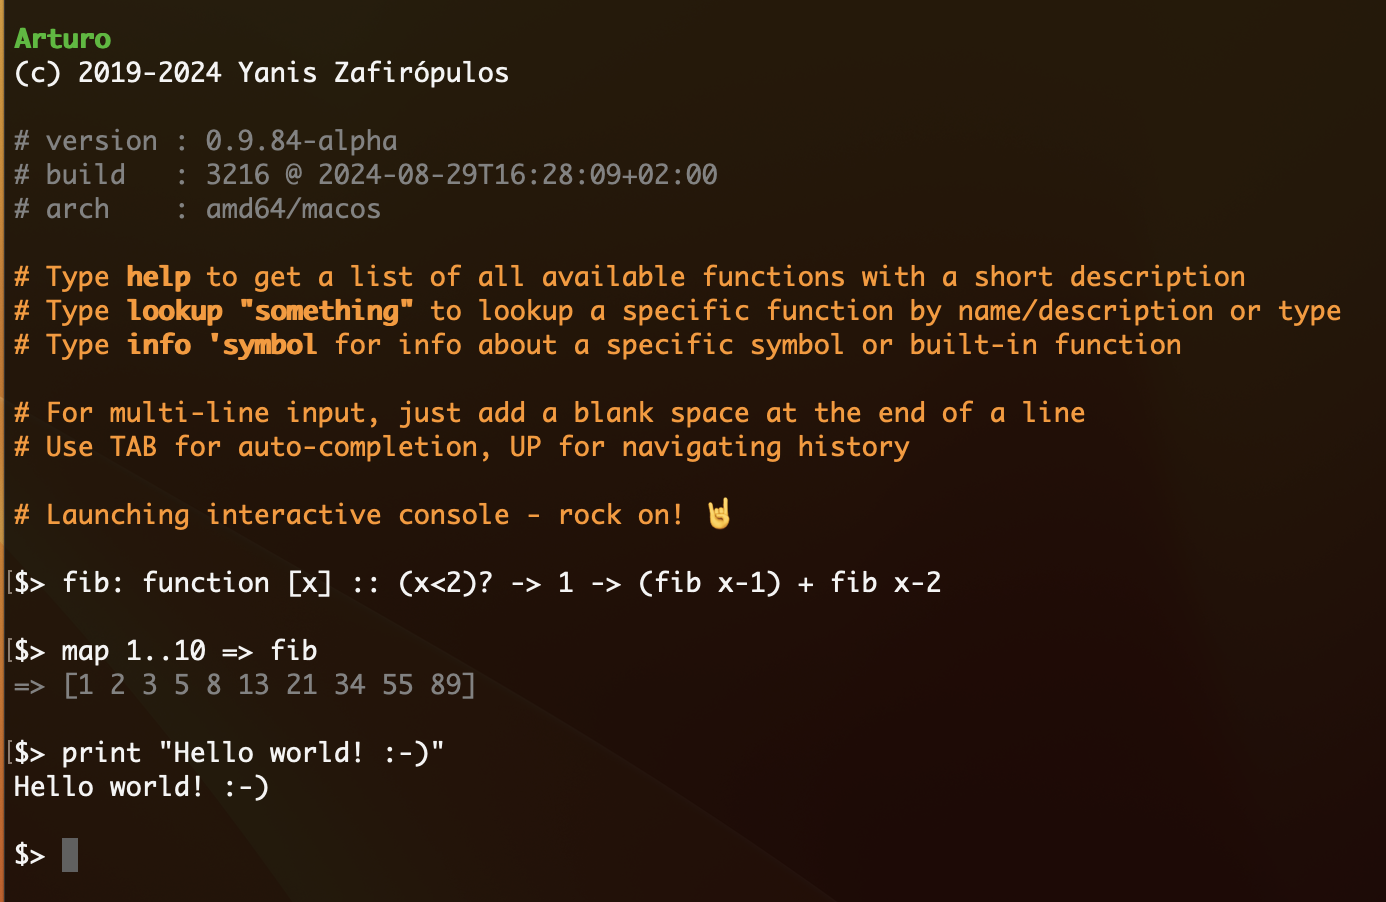 Arturo
(c) 2019-2024 Yanis Zafirópulos
# version : 0.9.84-alpha
# build   : 3216 @ 2024-08-29T16:28:09+02:00
# arch    : amd64/macos
# Type help to get a list of all available functions with a short description
# Type lookup "something" to lookup a specific function by name/description or type
# Type info 'symbol for info about a specific symbol or built-in function
# For multi-line input, just add a blank space at the end of a line
# Use TAB for auto-completion, UP for navigating history
# Launching interactive console - rock on! 🤘
$> fib: function [x] :: (x<2)? -> 1 -> (fib x-1) + fib x-2
$> map 1..10 => fib
=> [1 2 3 5 8 13 21 34 55 89]
$> print "Hello world! :-)"
Hello world! :-)
$>